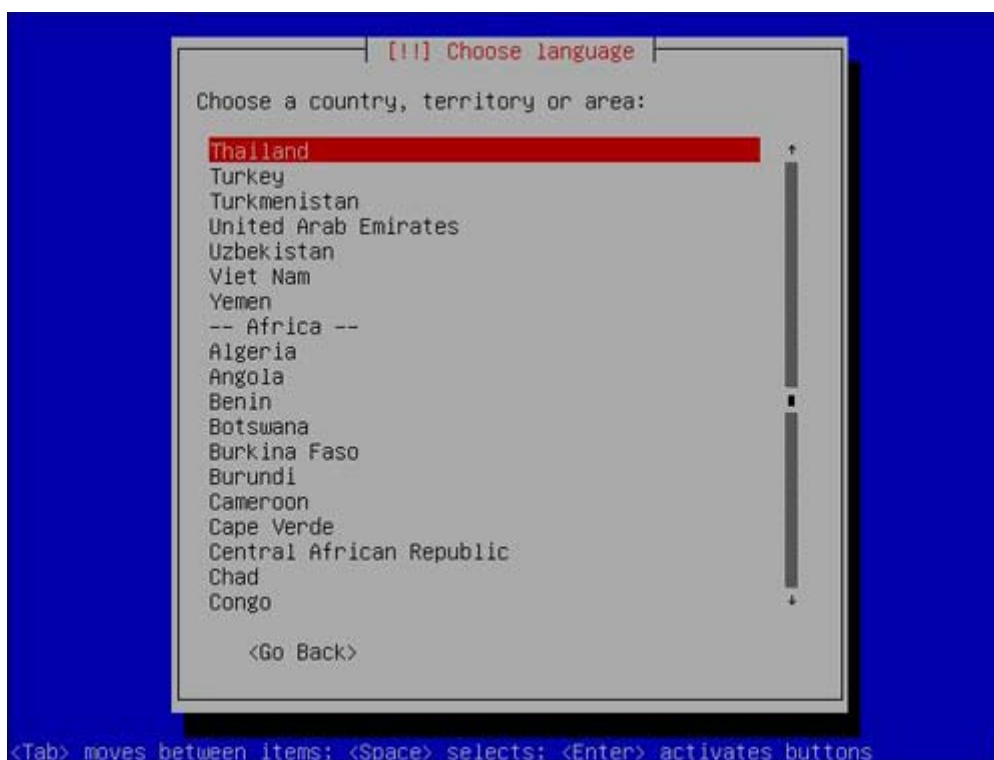 [!!] Choose language
Choose a country, territory or area:
Thailand
Turkey
Turkmenistan
United Arab Emirates
Uzbekistan
Viet Nam
Yemen
-- Africa --
Algeria
Angola
Benin
Botswana
Burkina Faso
Burundi
Cameroon
Cape Verde
Central African Republic
Chad
Congo
<Go Back>
<Tab> moves between items; <Space> selects; <Enter> activates buttons